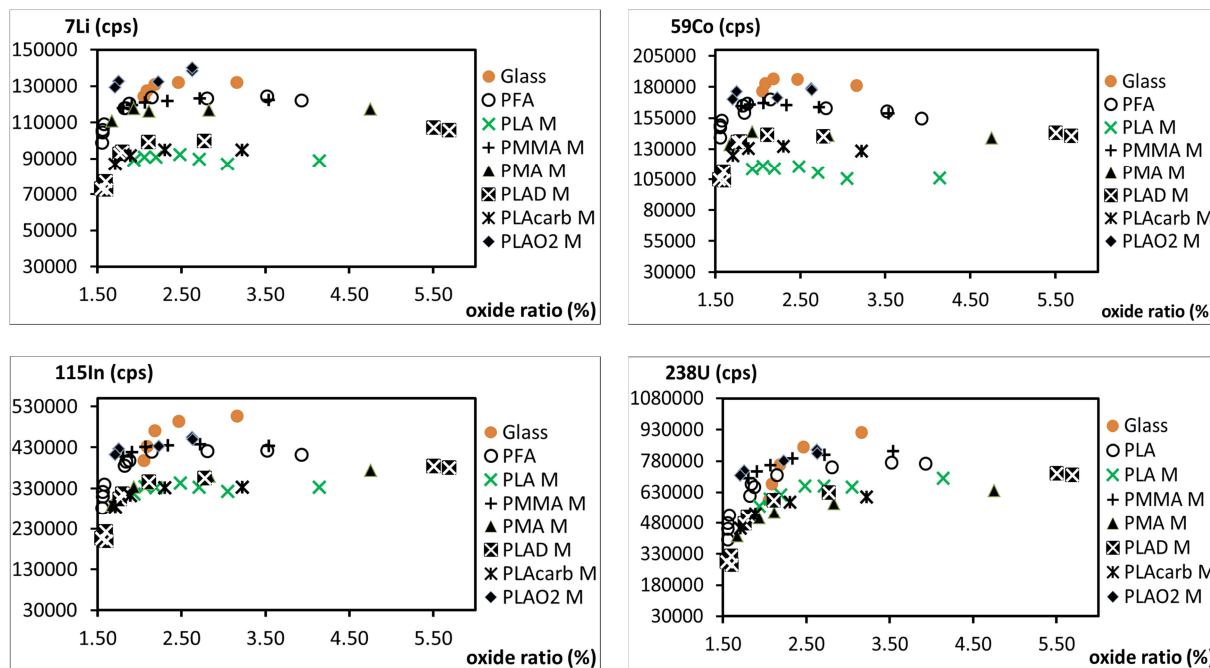 7Li (cps)
150000
130000
110000
90000
70000
50000
30000
1.50 2.50 3.50 4.50 5.50
oxide ratio (%)
Glass
PFA
PLA M
PMMA M
PMA M
PLAD M
PLAcarb M
PLAO2 M
59Co (cps)
205000
180000
155000
130000
105000
80000
55000
30000
1.50 2.50 3.50 4.50 5.50
oxide ratio (%
Glass
PFA
PLA M
PMMA M
PMA M
PLAD M
PLAcarb M
PLAO2 M
115In (cps)
530000
430000
330000
230000
130000
30000
1.50 2.50 3.50 4.50 5.50
oxide ratio (%)
Glass
PFA
PLA M
PMMA M
PMA M
PLAD M
PLAcarb M
PLAO2 M
238U (cps)
1080000
930000
780000
630000
480000
330000
180000
30000
1.50 2.50 3.50 4.50 5.50
oxide ratio (%)
Glass
PLA
PLA M
PMMA M
PMA M
PLAD M
PLAcarb M
PLAO2 M